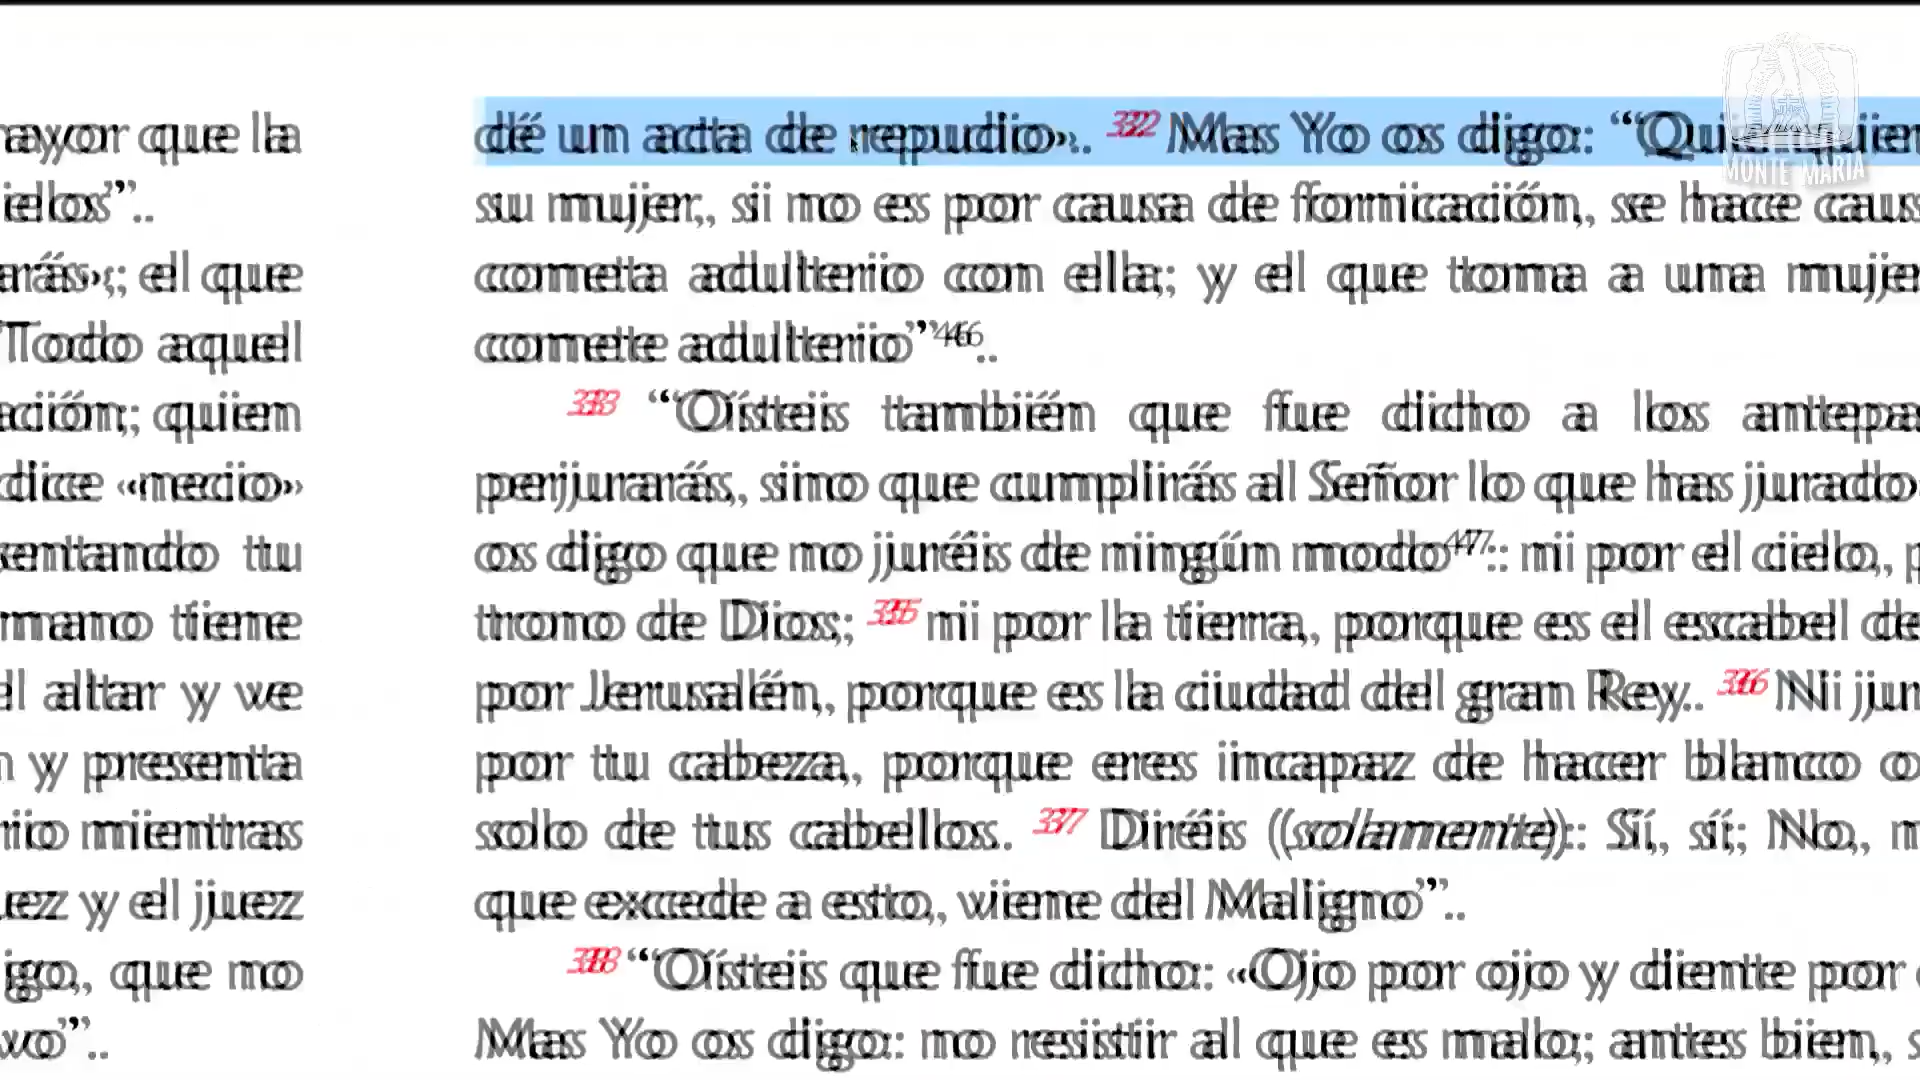 ayor que la
ielos”.
arás»; el que
Todo aquel
ación; quien
dice «necio»
sentando tu
rmano tiene
el altar y ve
n y presenta
rio mientras
uez y el juez
igo, que no
vo”.
dé un acta de repudio». 32 Mas Yo os digo: “Quienquiera
su mujer, si no es por causa de fornicación, se hace caus
cometa adulterio con ella; y el que toma a una muje
comete adulterio”46.
33 “Oísteis también que fue dicho a los antepa
perjurarás, sino que cumplirás al Señor lo que has jurado»
os digo que no juréis de ningún modo47: ni por el cielo, p
trono de Dios; 35 ni por la tierra, porque es el escabel de
por Jerusalén, porque es la ciudad del gran Rey. 36 Ni jur
por tu cabeza, porque eres incapaz de hacer blanco o
solo de tus cabellos. 37 Diréis (solamente): Sí, sí; No, n
que excede a esto, viene del Maligno”.
38 “Oísteis que fue dicho: «Ojo por ojo y diente por
Mas Yo os digo: no resistir al que es malo; antes bien, s
MONTE MARÍA